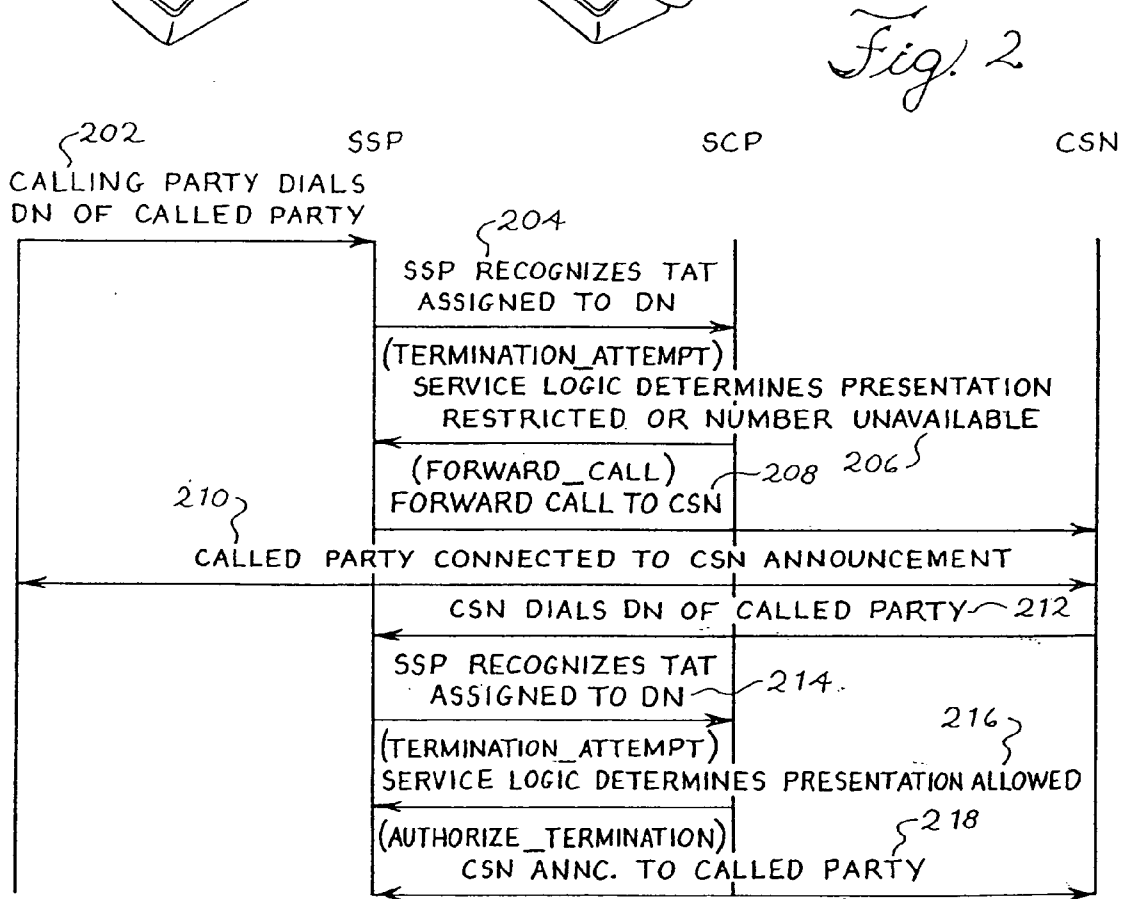 Fig. 2
202 SSP SCP CSN
CALLING PARTY DIALS
DN OF CALLED PARTY
204
SSP RECOGNIZES TAT
ASSIGNED TO DN
(TERMINATION_ATTEMPT)
SERVICE LOGIC DETERMINES PRESENTATION
RESTRICTED OR NUMBER UNAVAILABLE
206
(FORWARD_CALL)
208
FORWARD CALL TO CSN
210
CALLED PARTY CONNECTED TO CSN ANNOUNCEMENT
CSN DIALS DN OF CALLED PARTY 212
SSP RECOGNIZES TAT
ASSIGNED TO DN 214
216
(TERMINATION_ATTEMPT)
SERVICE LOGIC DETERMINES PRESENTATION ALLOWED
218
(AUTHORIZE_TERMINATION)
CSN ANNC. TO CALLED PARTY